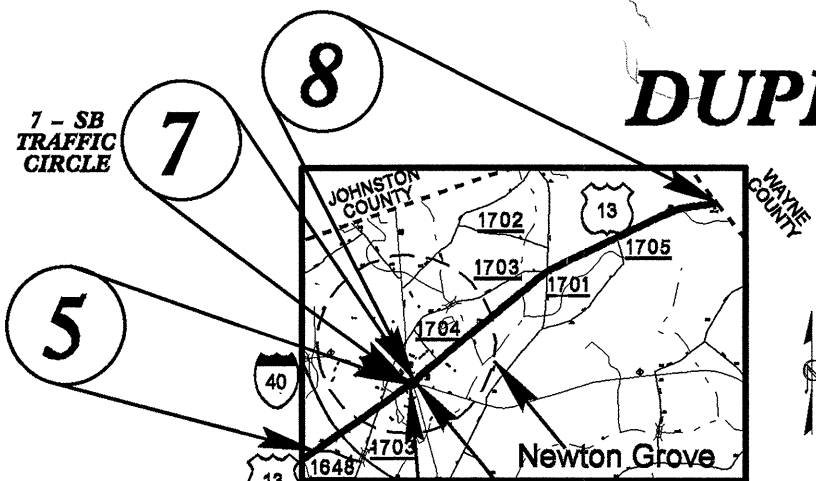 8
DUPL
7 – SB
TRAFFIC
CIRCLE
7
JOHNSTON
COUNTY
WAYNE
COUNTY
13
1702
1705
1703
1701
1704
5
40
1703
Newton Grove
1648
13